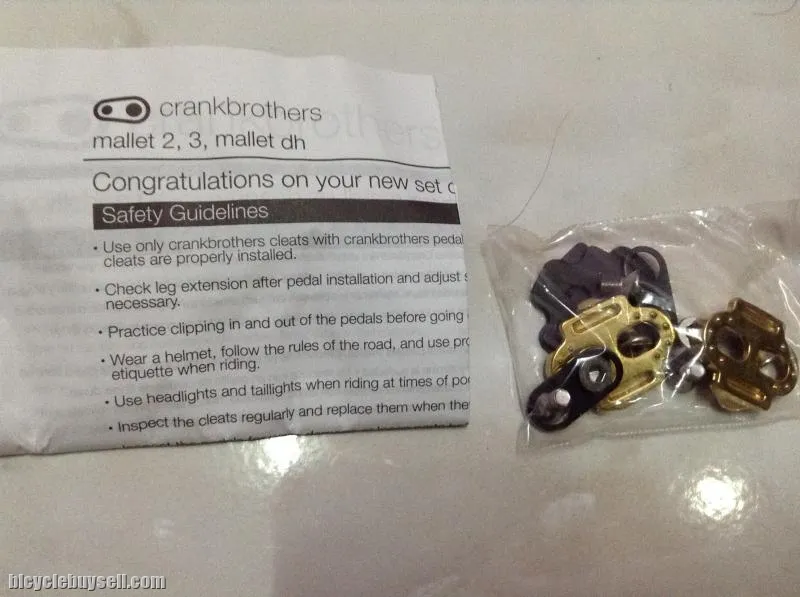 crankbrothers
mallet 2, 3, mallet dh
Congratulations on your new set
Safety Guidelines
• Use only crankbrothers cleats with crankbrothers
cleats are properly installed.
• Check leg extension after pedal installation and adjust
necessary.
• Practice clipping in and out of the pedals before going
• Wear a helmet, follow the rules of the road, and use
etiquette when riding.
• Use headlights and taillights when riding at times of
• Inspect the cleats regularly and replace them when
bicyclebuysell.com